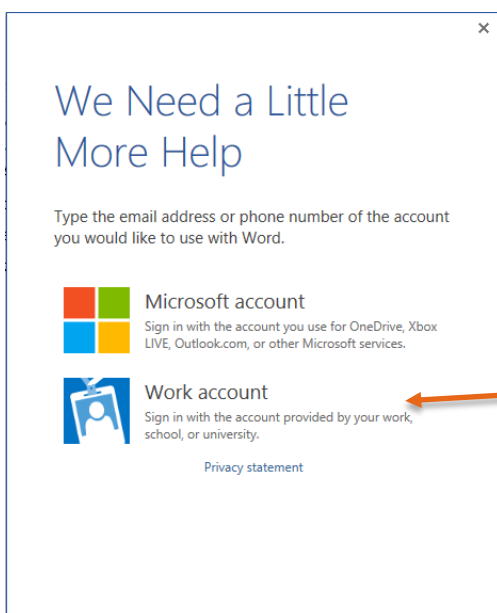 We Need a Little
More Help
Type the email address or phone number of the account
you would like to use with Word.
Microsoft account
Sign in with the account you use for OneDrive, Xbox
LIVE, Outlook.com, or other Microsoft services.
Work account
Sign in with the account provided by your work,
school, or university.
Privacy statement